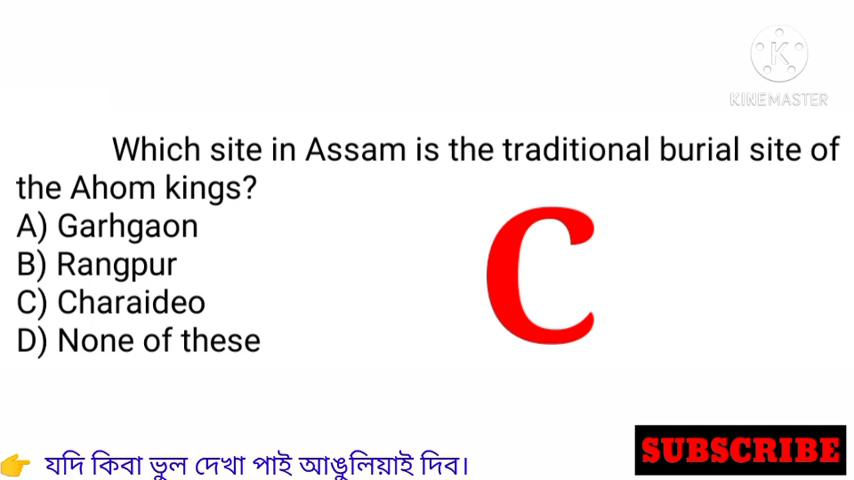 KINEMASTER
Which site in Assam is the traditional burial site of
the Ahom kings?
A) Garhgaon
B) Rangpur
C) Charaideo
D) None of these
C
SUBSCRIBE
👉 যদি কিবা ভুল দেখা পাই আঙুলিয়াই দিব।